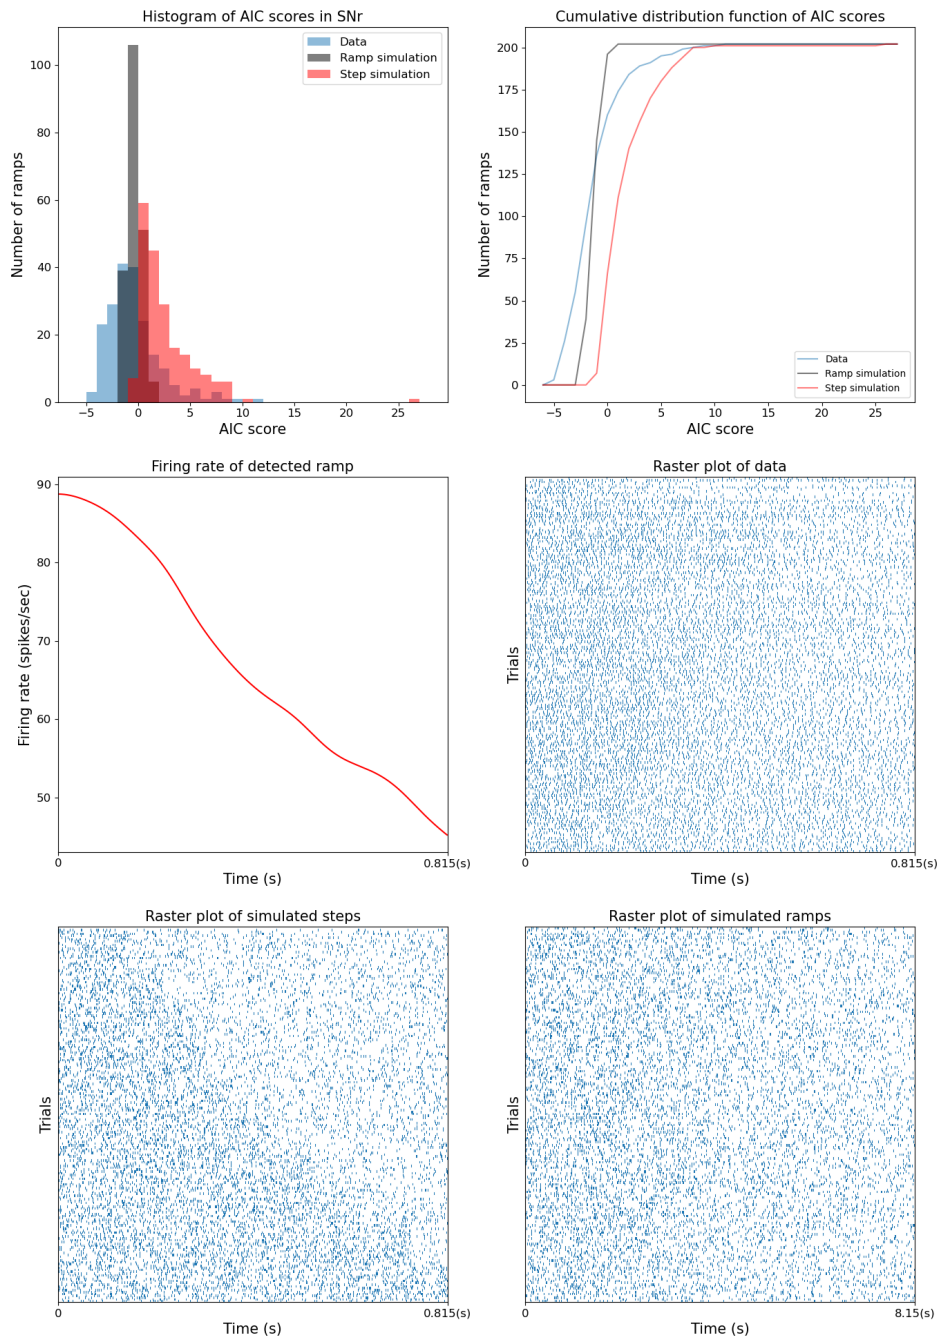 Histogram of AIC scores in SNr
Data
Ramp simulation
Step simulation
100
80
60
40
20
0
Number of ramps
−5 0 5 10 15 20 25
AIC score
Cumulative distribution function of AIC scores
200
175
150
125
100
75
50
25
0
Number of ramps
Data
Ramp simulation
Step simulation
−5 0 5 10 15 20 25
AIC score
Firing rate of detected ramp
90
80
70
60
50
Firing rate (spikes/sec)
0 0.815(s)
Time (s)
Raster plot of data
Trials
0 0.815(s)
Time (s)
Raster plot of simulated steps
Trials
0 0.815(s)
Time (s)
Raster plot of simulated ramps
Trials
0 8.15(s)
Time (s)